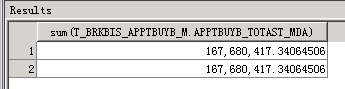 Results
sum(T_BRKBIS_APPTBUYB_M.APPTBUYB_TOTAST_MDA)
1 167,680,417.34064506
2 167,680,417.34064506